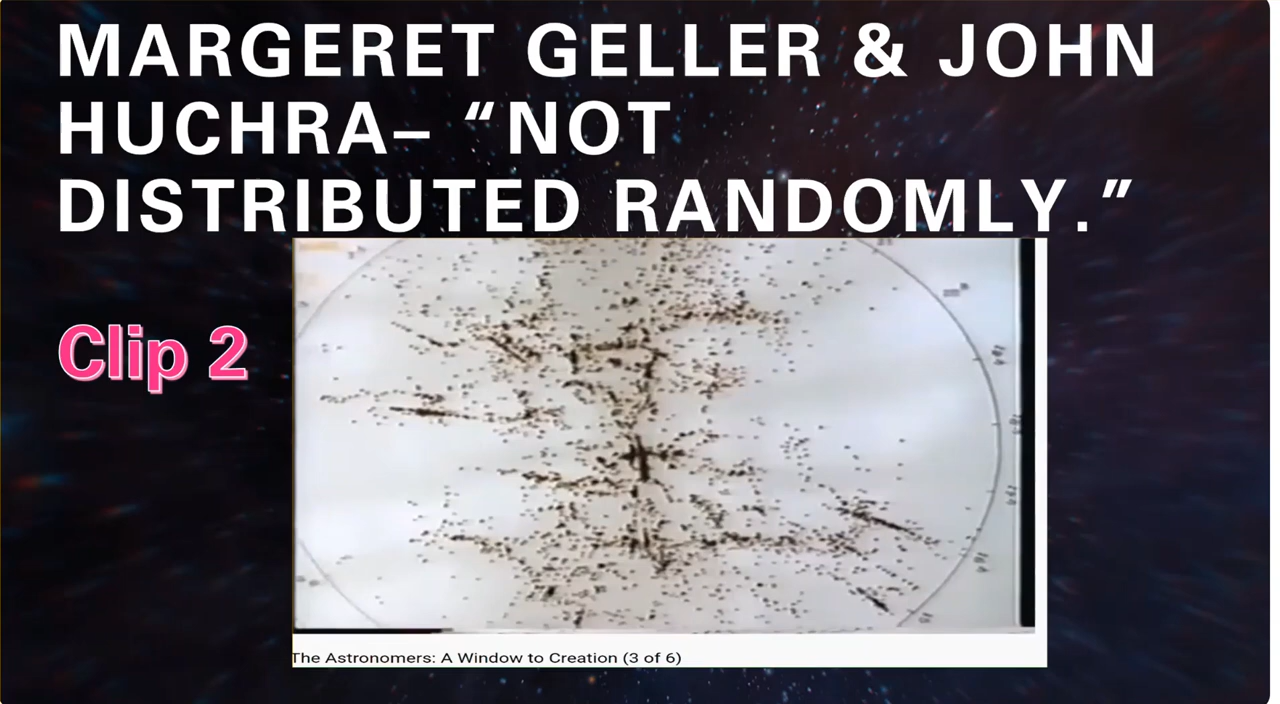 MARGERET GELLER & JOHN
HUCHRA– “NOT
DISTRIBUTED RANDOMLY.”
Clip 2
The Astronomers: A Window to Creation (3 of 6)